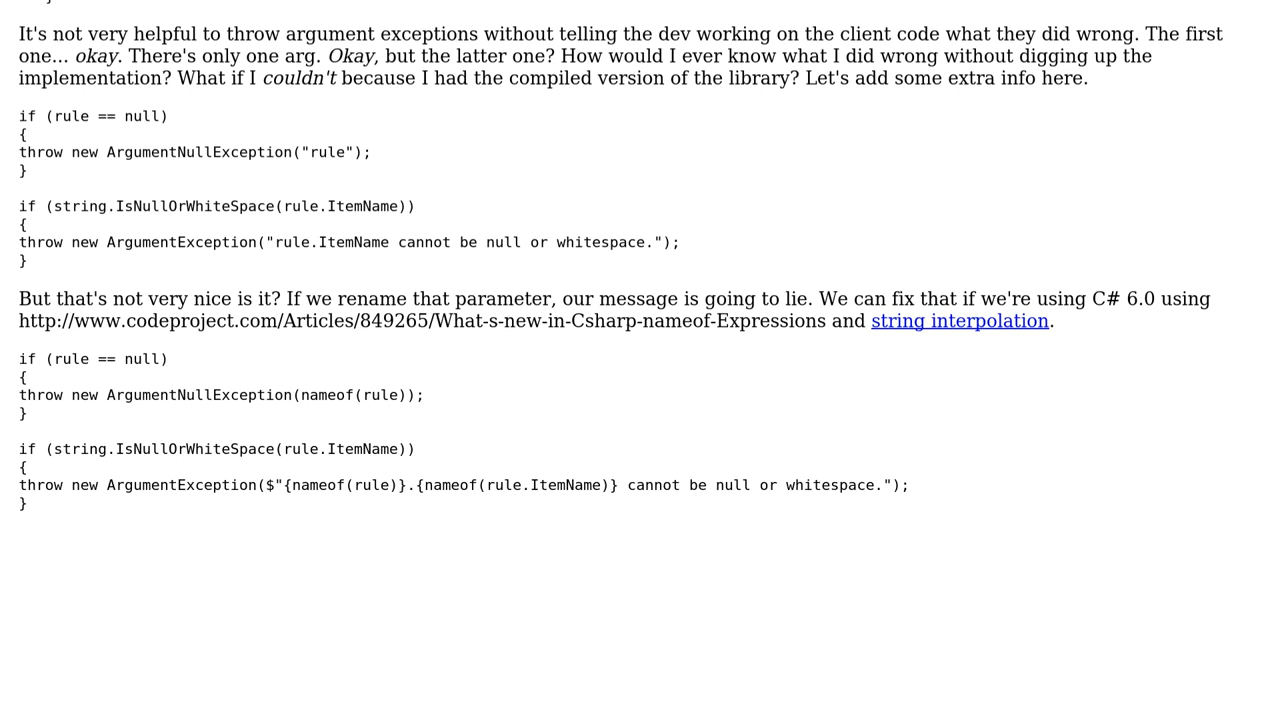 }
It's not very helpful to throw argument exceptions without telling the dev working on the client code what they did wrong. The first
one... okay. There's only one arg. Okay, but the latter one? How would I ever know what I did wrong without digging up the
implementation? What if I couldn't because I had the compiled version of the library? Let's add some extra info here.
if (rule == null)
{
throw new ArgumentNullException("rule");
}
if (string.IsNullOrWhiteSpace(rule.ItemName))
{
throw new ArgumentException("rule.ItemName cannot be null or whitespace.");
}
But that's not very nice is it? If we rename that parameter, our message is going to lie. We can fix that if we're using C# 6.0 using
http://www.codeproject.com/Articles/849265/What-s-new-in-Csharp-nameof-Expressions and string interpolation.
if (rule == null)
{
throw new ArgumentNullException(nameof(rule));
}
if (string.IsNullOrWhiteSpace(rule.ItemName))
{
throw new ArgumentException($"{nameof(rule)}.{nameof(rule.ItemName)} cannot be null or whitespace.");
}